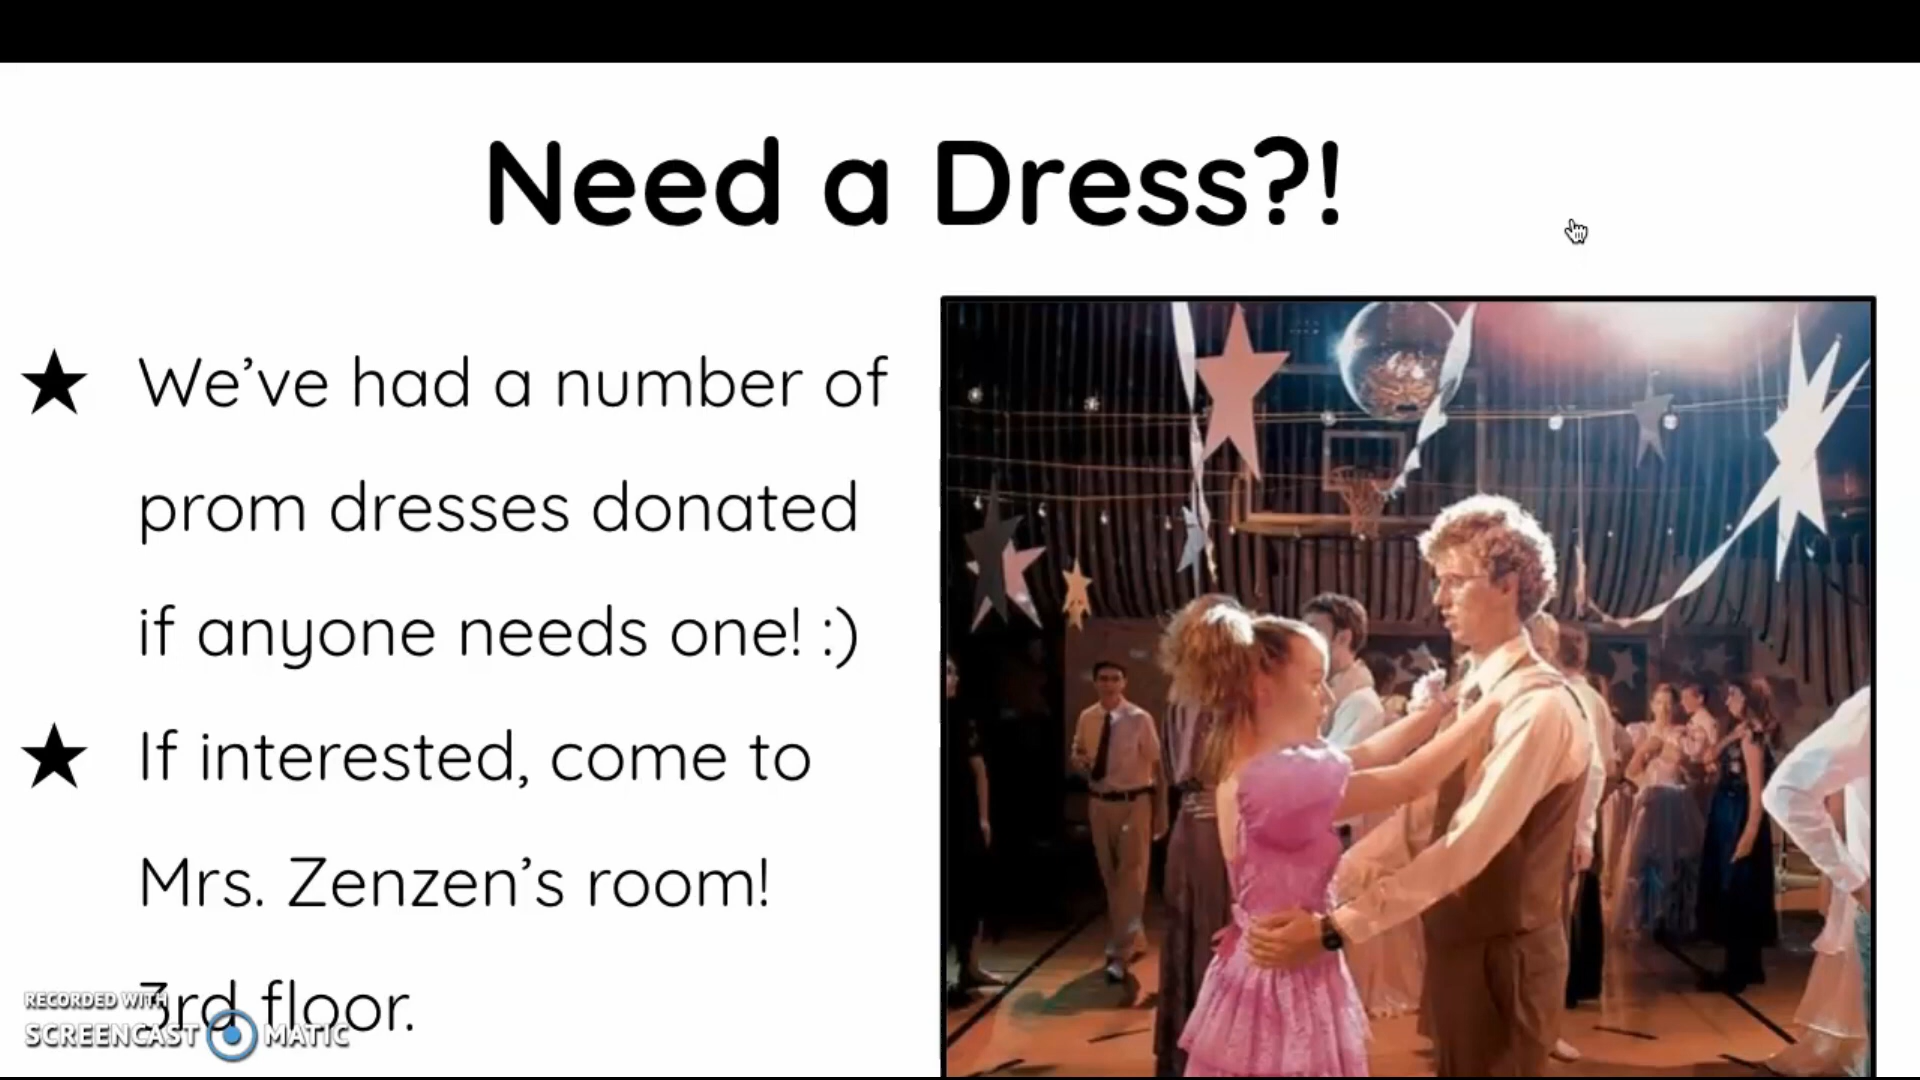 Need a Dress?!
★ We’ve had a number of
prom dresses donated
if anyone needs one! :)
★ If interested, come to
Mrs. Zenzen’s room!
3rd floor.
RECORDED WITH
SCREENCAST MATIC